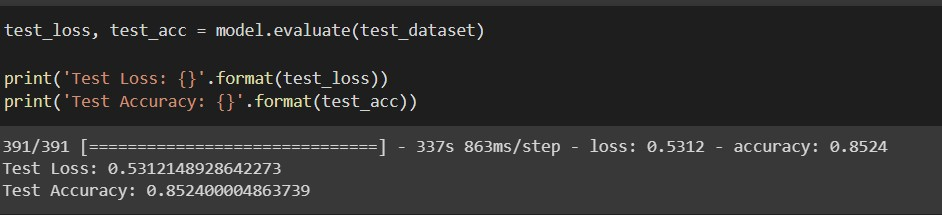 test_loss, test_acc = model.evaluate(test_dataset)
print('Test Loss: {}'.format(test_loss))
print('Test Accuracy: {}'.format(test_acc))
391/391 [==============================] - 337s 863ms/step - loss: 0.5312 - accuracy: 0.8524
Test Loss: 0.5312148928642273
Test Accuracy: 0.852400004863739